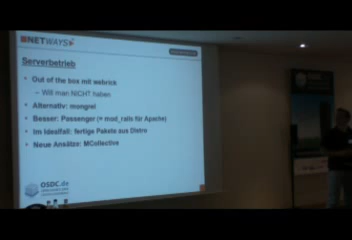 NETWAYS
Serverbetrieb
• Out of the box mit webrick
– Will man NICHT haben
• Alternativ: mongrel
• Besser: Passenger (= mod_rails für Apache)
• Im Idealfall: fertige Pakete aus Distro
• Neue Ansätze: MCollective
OSDC.de